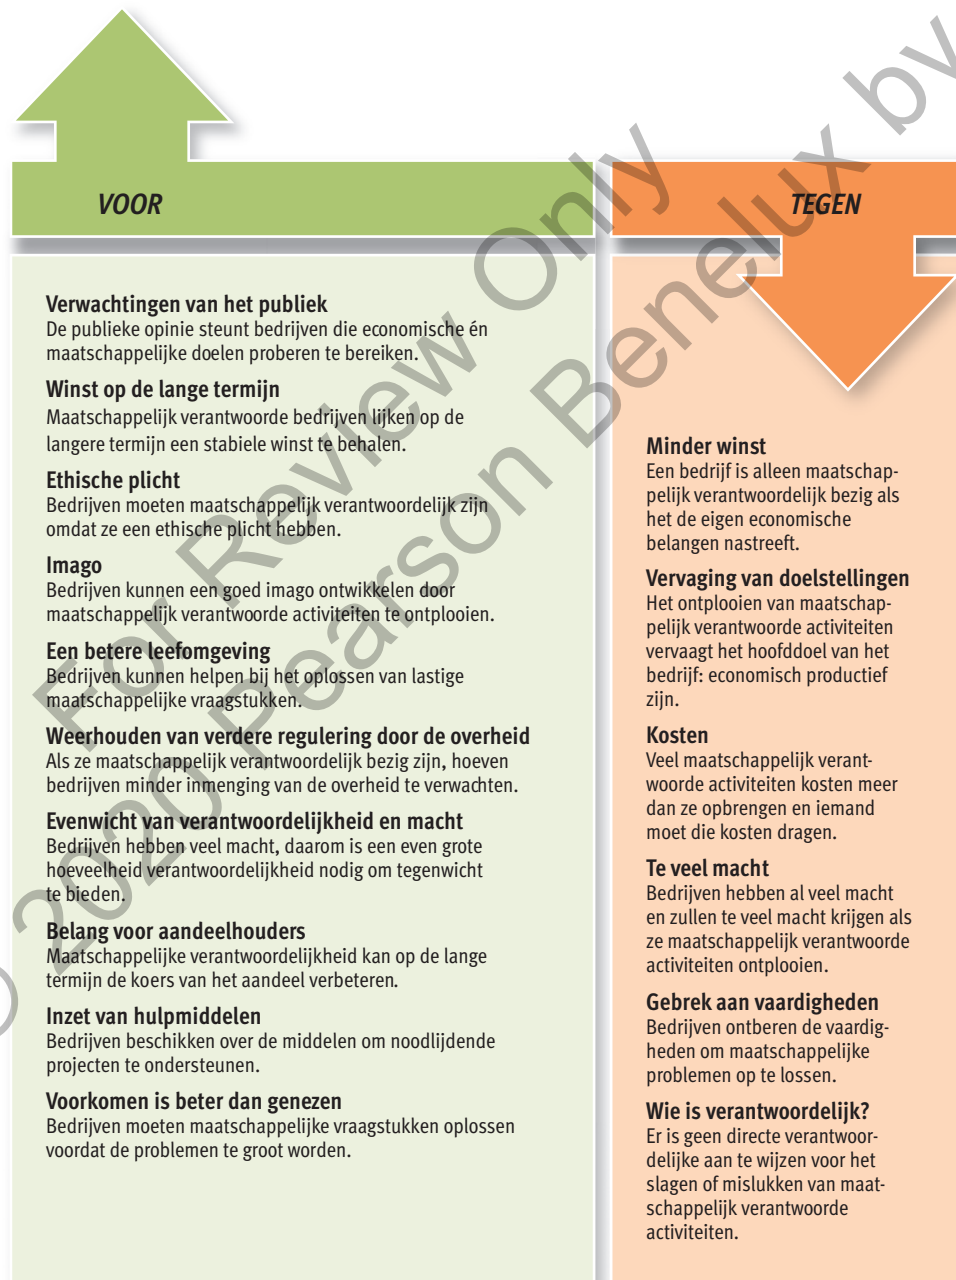 VOOR
Verwachtingen van het publiek
De publieke opinie steunt bedrijven die economische én
maatschappelijke doelen proberen te bereiken.
Winst op de lange termijn
Maatschappelijk verantwoorde bedrijven lijken op de
langere termijn een stabiele winst te behalen.
Ethische plicht
Bedrijven moeten maatschappelijk verantwoordelijk zijn
omdat ze een ethische plicht hebben.
Imago
Bedrijven kunnen een goed imago ontwikkelen door
maatschappelijk verantwoorde activiteiten te ontplooien.
Een betere leefomgeving
Bedrijven kunnen helpen bij het oplossen van lastige
maatschappelijke vraagstukken.
Weerhouden van verdere regulering door de overheid
Als ze maatschappelijk verantwoordelijk bezig zijn, hoeven
bedrijven minder inmenging van de overheid te verwachten.
Evenwicht van verantwoordelijkheid en macht
Bedrijven hebben veel macht, daarom is een even grote
hoeveelheid verantwoordelijkheid nodig om tegenwicht
te bieden.
Belang voor aandeelhouders
Maatschappelijke verantwoordelijkheid kan op de lange
termijn de koers van het aandeel verbeteren.
Inzet van hulpmiddelen
Bedrijven beschikken over de middelen om noodlijdende
projecten te ondersteunen.
Voorkomen is beter dan genezen
Bedrijven moeten maatschappelijke vraagstukken oplossen
voordat de problemen te groot worden.
TEGEN
Minder winst
Een bedrijf is alleen maatschap-
pelijk verantwoordelijk bezig als
het de eigen economische
belangen nastreeft.
Vervaging van doelstellingen
Het ontplooien van maatschap-
pelijk verantwoorde activiteiten
vervaagt het hoofddoel van het
bedrijf: economisch productief
zijn.
Kosten
Veel maatschappelijk verant-
woorde activiteiten kosten meer
dan ze opbrengen en iemand
moet die kosten dragen.
Te veel macht
Bedrijven hebben al veel macht
en zullen te veel macht krijgen als
ze maatschappelijk verantwoorde
activiteiten ontplooien.
Gebrek aan vaardigheden
Bedrijven ontberen de vaardig-
heden om maatschappelijke
problemen op te lossen.
Wie is verantwoordelijk?
Er is geen directe verantwoor-
delijke aan te wijzen voor het
slagen of mislukken van maat-
schappelijk verantwoorde
activiteiten.
For Review Only
© 2020 Pearson Benelux bv